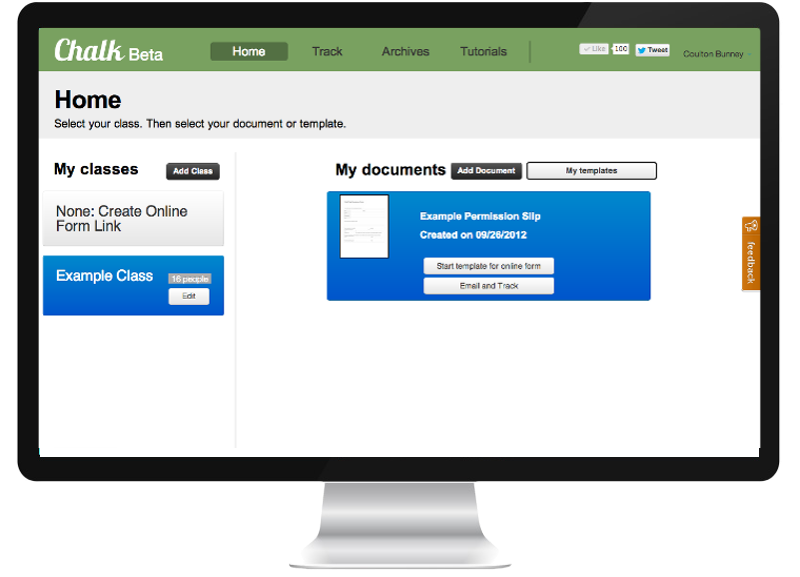 Chalk Beta
Home
Track
Archives
Tutorials
Like
100
Tweet
Coulton Bunney
Home
Select your class. Then select your document or template.
My classes
Add Class
My documents
Add Document
My templates
None: Create Online
Form Link
Example Class
16 people
Edit
Example Permission Silp
Created on 09/26/2012
Start template for online form
Email and Track
feedback